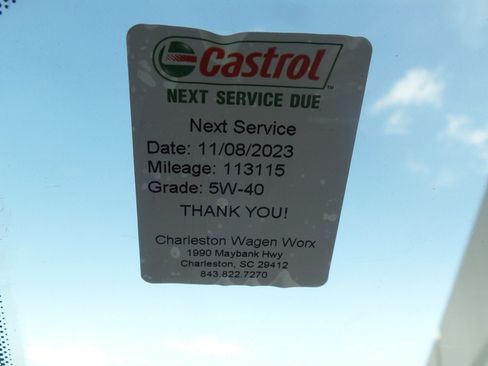 Castrol
NEXT SERVICE DUE
Next Service
Date: 11/08/2023
Mileage: 113115
Grade: 5W-40
THANK YOU!
Charleston Wagen Worx
1990 Maybank Hwy
Charleston, SC 29412
843.822.7270